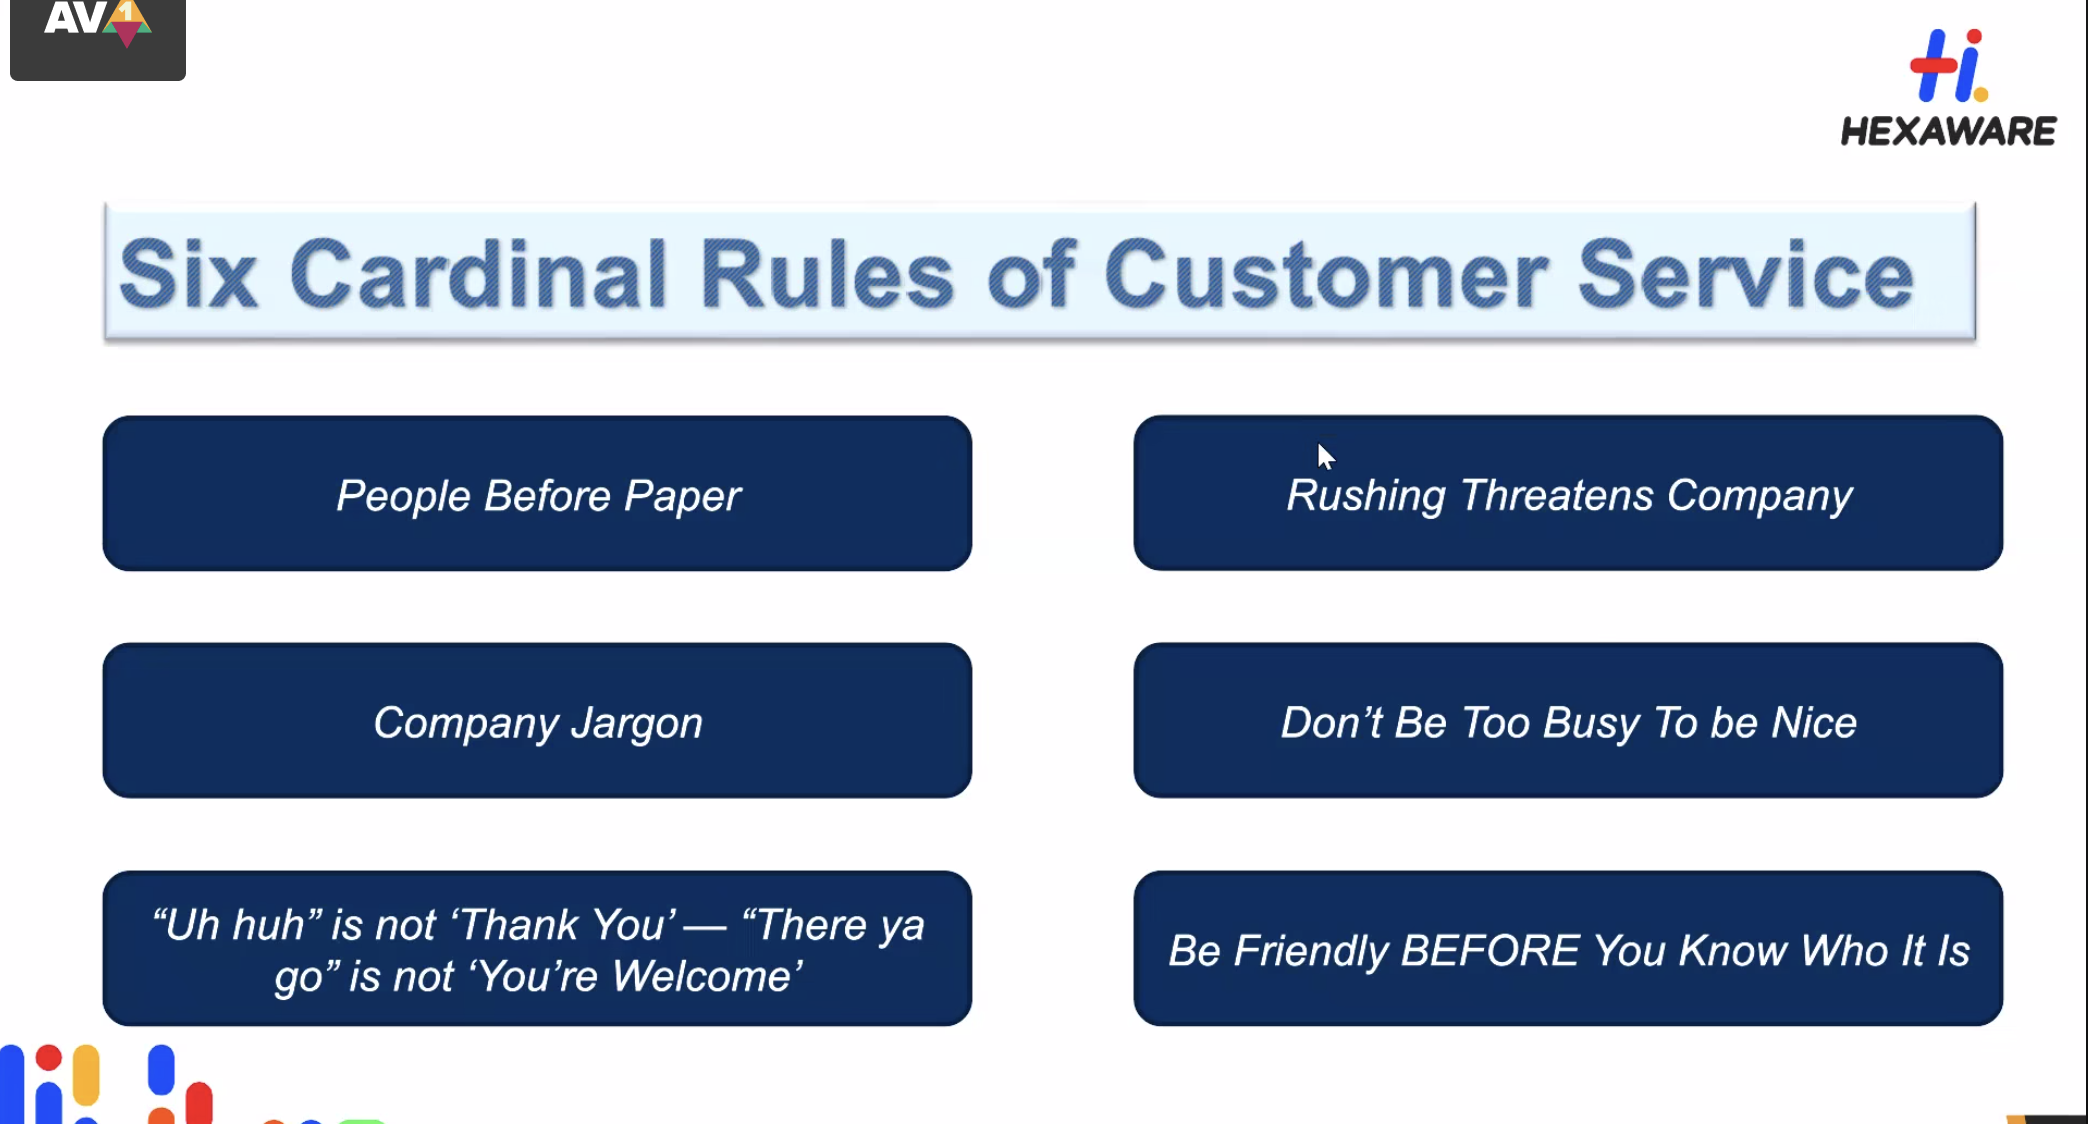 AV1
HEXAWARE
Six Cardinal Rules of Customer Service
People Before Paper
Rushing Threatens Company
Company Jargon
Don’t Be Too Busy To be Nice
“Uh huh” is not ‘Thank You’ — “There ya
go” is not ‘You’re Welcome’
Be Friendly BEFORE You Know Who It Is